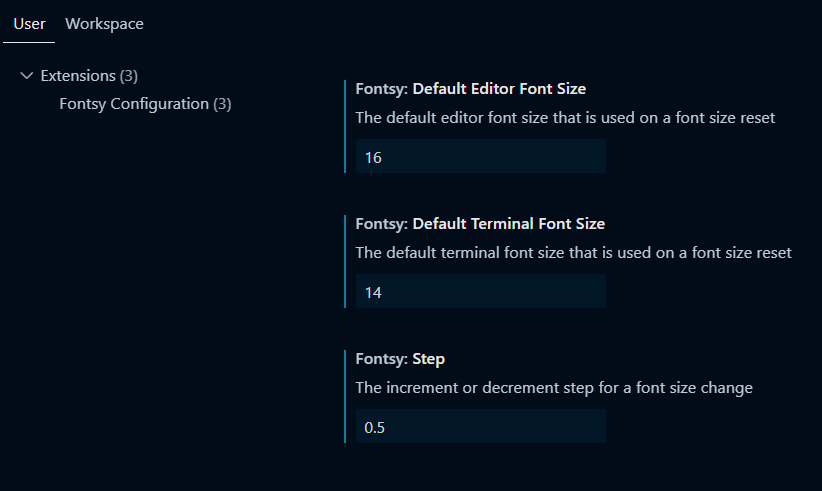 User Workspace
Extensions (3)
Fontsy Configuration (3)
Fontsy: Default Editor Font Size
The default editor font size that is used on a font size reset
16
Fontsy: Default Terminal Font Size
The default terminal font size that is used on a font size reset
14
Fontsy: Step
The increment or decrement step for a font size change
0.5